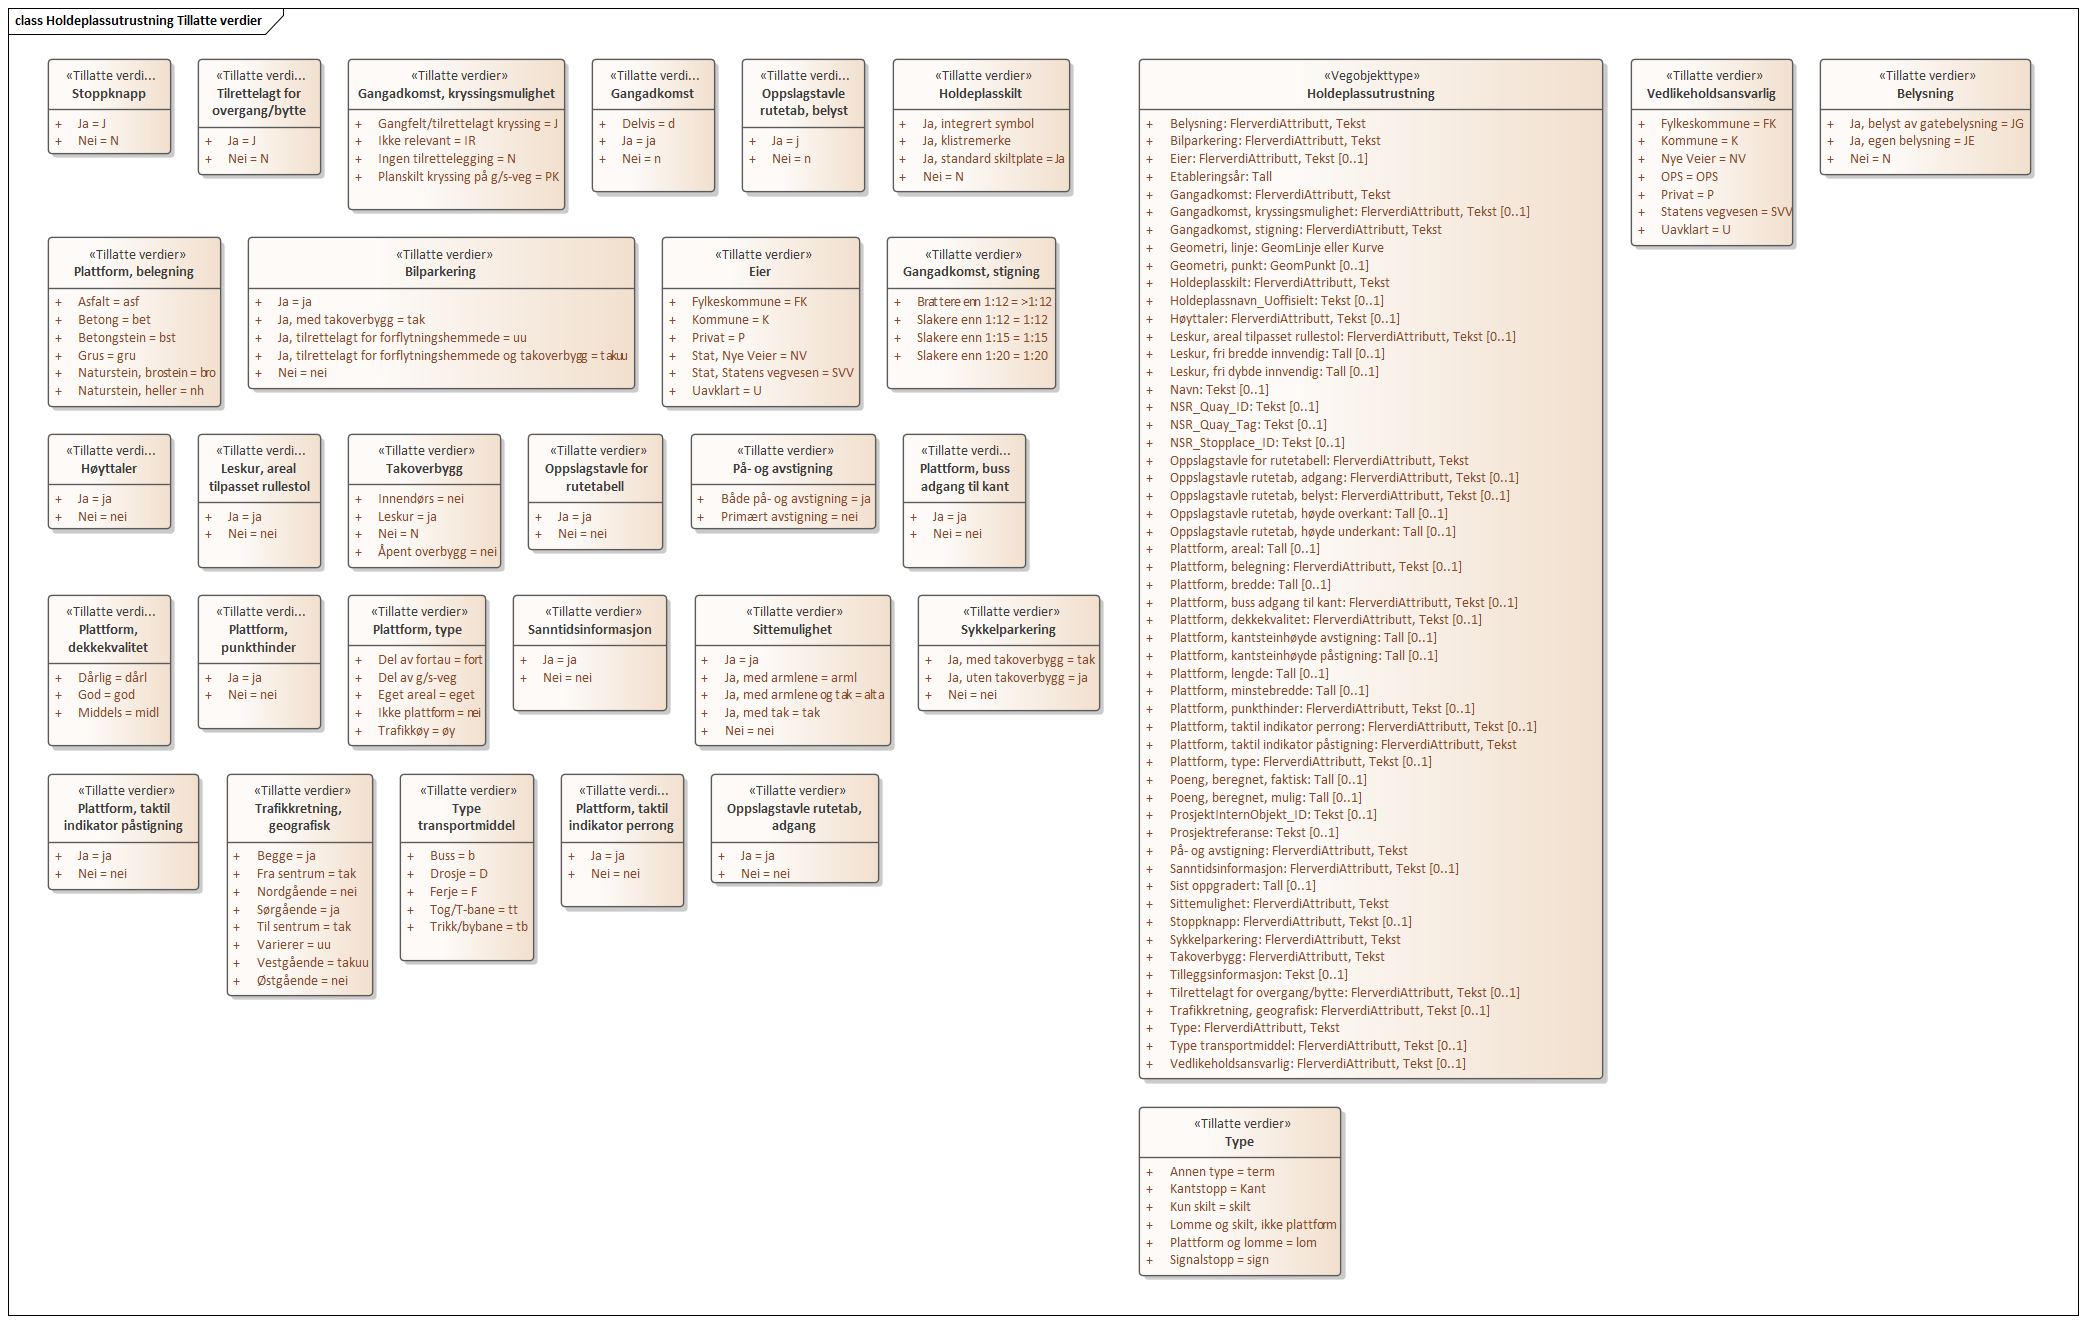 class Holdeplassutrustning Tillatte verdier
«Tillatte verdi...
Stoppknapp
+ Ja = J
+ Nei = N
«Tillatte verdi...
Tilrettelagt for
overgang/bytte
+ Ja = J
+ Nei = N
«Tillatte verdier»
Gangadkomst, kryssingsmulighet
+ Gangfelt/tilrettelagt kryssing = J
+ Ikke relevant = IR
+ Ingen tilrettelegging = N
+ Planskilt kryssing på g/s-veg = PK
«Tillatte verdi...
Gangadkomst
+ Delvis = d
+ Ja = ja
+ Nei = n
«Tillatte verdi...
Oppslagstavle
rutetab, belyst
+ Ja = j
+ Nei = n
«Tillatte verdier»
Holdeplasskilt
+ Ja, integrert symbol
+ Ja, klistremerke
+ Ja, standard skiltplate = Ja
+ Nei = N
«Vegobjekttype»
Holdeplassutrustning
+ Belysning: FlerverdiAttributt, Tekst
+ Bilparkering: FlerverdiAttributt, Tekst
+ Eier: FlerverdiAttributt, Tekst [0..1]
+ Etableringsår: Tall
+ Gangadkomst: FlerverdiAttributt, Tekst
+ Gangadkomst, kryssingsmulighet: FlerverdiAttributt, Tekst [0..1]
+ Gangadkomst, stigning: FlerverdiAttributt, Tekst
+ Geometri, linje: GeomLinje eller Kurve
+ Geometri, punkt: GeomPunkt [0..1]
+ Holdeplasskilt: FlerverdiAttributt, Tekst
+ Holdeplassnavn_Uoffisielt: Tekst [0..1]
+ Høyttaler: FlerverdiAttributt, Tekst [0..1]
+ Leskur, areal tilpasset rullestol: FlerverdiAttributt, Tekst [0..1]
+ Leskur, fri bredde innvendig: Tall [0..1]
+ Leskur, fri dybde innvendig: Tall [0..1]
+ Navn: Tekst [0..1]
+ NSR_Quay_ID: Tekst [0..1]
+ NSR_Quay_Tag: Tekst [0..1]
+ NSR_Stopplace_ID: Tekst [0..1]
+ Oppslagstavle for rutetabell: FlerverdiAttributt, Tekst
+ Oppslagstavle rutetab, adgang: FlerverdiAttributt, Tekst [0..1]
+ Oppslagstavle rutetab, belyst: FlerverdiAttributt, Tekst [0..1]
+ Oppslagstavle rutetab, høyde overkant: Tall [0..1]
+ Oppslagstavle rutetab, høyde underkant: Tall [0..1]
+ Plattform, areal: Tall [0..1]
+ Plattform, belegning: FlerverdiAttributt, Tekst [0..1]
+ Plattform, bredde: Tall [0..1]
+ Plattform, buss adgang til kant: FlerverdiAttributt, Tekst [0..1]
+ Plattform, dekkekvalitet: FlerverdiAttributt, Tekst [0..1]
+ Plattform, kantsteinhøyde avstigning: Tall [0..1]
+ Plattform, kantsteinhøyde påstigning: Tall [0..1]
+ Plattform, lengde: Tall [0..1]
+ Plattform, minstebredde: Tall [0..1]
+ Plattform, punkthinder: FlerverdiAttributt, Tekst [0..1]
+ Plattform, taktil indikator perrong: FlerverdiAttributt, Tekst [0..1]
+ Plattform, taktil indikator påstigning: FlerverdiAttributt, Tekst
+ Plattform, type: FlerverdiAttributt, Tekst [0..1]
+ Poeng, beregnet, faktisk: Tall [0..1]
+ Poeng, beregnet, mulig: Tall [0..1]
+ ProsjektInternObjekt_ID: Tekst [0..1]
+ Prosjektreferanse: Tekst [0..1]
+ På- og avstigning: FlerverdiAttributt, Tekst
+ Sanntidsinformasjon: FlerverdiAttributt, Tekst [0..1]
+ Sist oppgradert: Tall [0..1]
+ Sittemulighet: FlerverdiAttributt, Tekst
+ Stoppknapp: FlerverdiAttributt, Tekst [0..1]
+ Sykkelparkering: FlerverdiAttributt, Tekst
+ Takoverbygg: FlerverdiAttributt, Tekst
+ Tilleggsinformasjon: Tekst [0..1]
+ Tilrettelagt for overgang/bytte: FlerverdiAttributt, Tekst [0..1]
+ Trafikkretning, geografisk: FlerverdiAttributt, Tekst [0..1]
+ Type: FlerverdiAttributt, Tekst
+ Type transportmiddel: FlerverdiAttributt, Tekst [0..1]
+ Vedlikeholdsansvarlig: FlerverdiAttributt, Tekst [0..1]
«Tillatte verdier»
Vedlikeholdsansvarlig
+ Fylkeskommune = FK
+ Kommune = K
+ Nye Veier = NV
+ OPS = OPS
+ Privat = P
+ Statens vegvesen = SVV
+ Uavklart = U
«Tillatte verdier»
Belysning
+ Ja, belyst av gatebelysning = JG
+ Ja, egen belysning = JE
+ Nei = N
«Tillatte verdier»
Plattform, belegning
+ Asfalt = asf
+ Betong = bet
+ Betongstein = bst
+ Grus = gru
+ Naturstein, brostein = bro
+ Naturstein, heller = nh
«Tillatte verdier»
Bilparkering
+ Ja = ja
+ Ja, med takoverbygg = tak
+ Ja, tilrettelagt for forflytningshemmede = uu
+ Ja, tilrettelagt for forflytningshemmede og takoverbygg = takuu
+ Nei = nei
«Tillatte verdier»
Eier
+ Fylkeskommune = FK
+ Kommune = K
+ Privat = P
+ Stat, Nye Veier = NV
+ Stat, Statens vegvesen = SVV
+ Uavklart = U
«Tillatte verdier»
Gangadkomst, stigning
+ Brattere enn 1:12 = >1:12
+ Slakere enn 1:12 = 1:12
+ Slakere enn 1:15 = 1:15
+ Slakere enn 1:20 = 1:20
«Tillatte verdi...
Høyttaler
+ Ja = ja
+ Nei = nei
«Tillatte verdi...
Leskur, areal
tilpasset rullestol
+ Ja = ja
+ Nei = nei
«Tillatte verdier»
Takoverbygg
+ Innendørs = nei
+ Leskur = ja
+ Nei = N
+ Åpent overbygg = nei
«Tillatte verdier»
Oppslagstavle for
rutetabell
+ Ja = ja
+ Nei = nei
«Tillatte verdier»
På- og avstigning
+ Både på- og avstigning = ja
+ Primært avstigning = nei
«Tillatte verdi...
Plattform, buss
adgang til kant
+ Ja = ja
+ Nei = nei
«Tillatte verdi...
Plattform,
dekkekvalitet
+ Dårlig = dårl
+ God = god
+ Middels = midl
«Tillatte verdi...
Plattform,
punkthinder
+ Ja = ja
+ Nei = nei
«Tillatte verdier»
Plattform, type
+ Del av fortau = fort
+ Del av g/s-veg
+ Eget areal = eget
+ Ikke plattform = nei
+ Trafikkøy = øy
«Tillatte verdier»
Sanntidsinformasjon
+ Ja = ja
+ Nei = nei
«Tillatte verdier»
Sittemulighet
+ Ja = ja
+ Ja, med armlene = arml
+ Ja, med armlene og tak = alta
+ Ja, med tak = tak
+ Nei = nei
«Tillatte verdier»
Sykkelparkering
+ Ja, med takoverbygg = tak
+ Ja, uten takoverbygg = ja
+ Nei = nei
«Tillatte verdier»
Plattform, taktil
indikator påstigning
+ Ja = ja
+ Nei = nei
«Tillatte verdier»
Trafikkretning,
geografisk
+ Begge = ja
+ Fra sentrum = tak
+ Nordgående = nei
+ Sørgående = ja
+ Til sentrum = tak
+ Varierer = uu
+ Vestgående = takuu
+ Østgående = nei
«Tillatte verdier»
Type
transportmiddel
+ Buss = b
+ Drosje = D
+ Ferje = F
+ Tog/T-bane = tt
+ Trikk/bybane = tb
«Tillatte verdi...
Plattform, taktil
indikator perrong
+ Ja = ja
+ Nei = nei
«Tillatte verdier»
Oppslagstavle rutetab,
adgang
+ Ja = ja
+ Nei = nei
«Tillatte verdier»
Type
+ Annen type = term
+ Kantstopp = Kant
+ Kun skilt = skilt
+ Lomme og skilt, ikke plattform
+ Plattform og lomme = lom
+ Signalstopp = sign